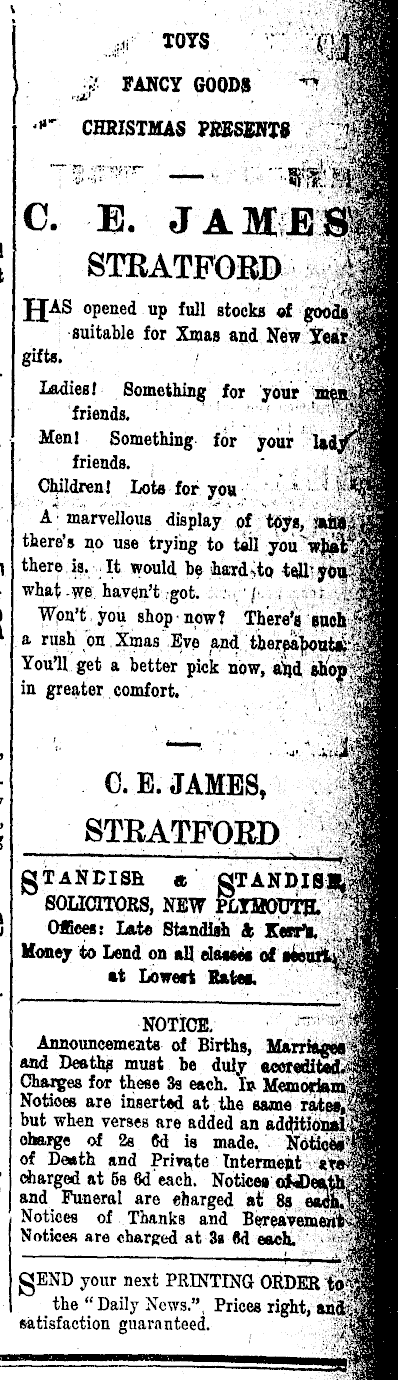 TOYS
FANCY GOODS
CHRISTMAS PRESENTS
C. E. JAMES
STRATFORD
HAS opened up full stocks of goods
suitable for Xmas and New Year
gifts.
Ladies! Something for your men
friends.
Men! Something for your lady
friends.
Children! Lots for you
A marvellous display of toys, and
there's no use trying to tell you what
there is. It would be hard to tell you
what we haven't got.
Won't you shop now? There's such
a rush on Xmas Eve and thereabouts.
You'll get a better pick now, and shop
in greater comfort.
C. E. JAMES,
STRATFORD
STANDISH & STANDISH,
SOLICITORS, NEW PLYMOUTH.
Offices: Late Standish & Kerr's.
Money to Lend on all classes of
at Lowest Rates.
NOTICE.
Announcements of Births, Marriages
and Deaths must be duly accredited.
Charges for these 3s each. In Memoriam
Notices are inserted at the same rates,
but when verses are added an additional
charge of 2s 6d is made. Notices
of Death and Private Interment are
charged at 5s 6d each. Notices of Death
and Funeral are charged at 8s each.
Notices of Thanks and Bereavement
Notices are charged at 3s 6d each.
SEND your next PRINTING ORDER to
the "Daily News." Prices right, and
satisfaction guaranteed.